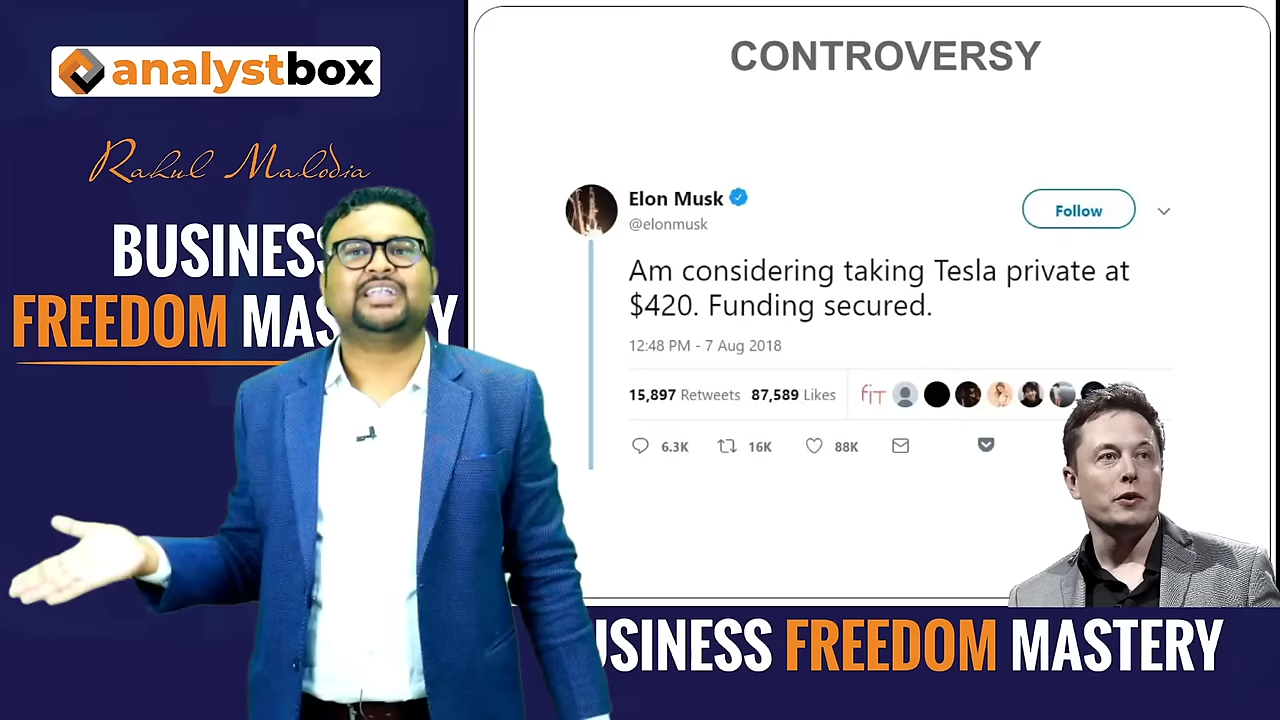 analystbox
Rahul Malodia
BUSINESS
FREEDOM MAS Y
CONTROVERSY
Elon Musk
@elonmusk
Follow
Am considering taking Tesla private at
$420. Funding secured.
12:48 PM - 7 Aug 2018
15,897 Retweets 87,589 Likes
fiT
6.3K 16K 88K
USINESS FREEDOM MASTERY